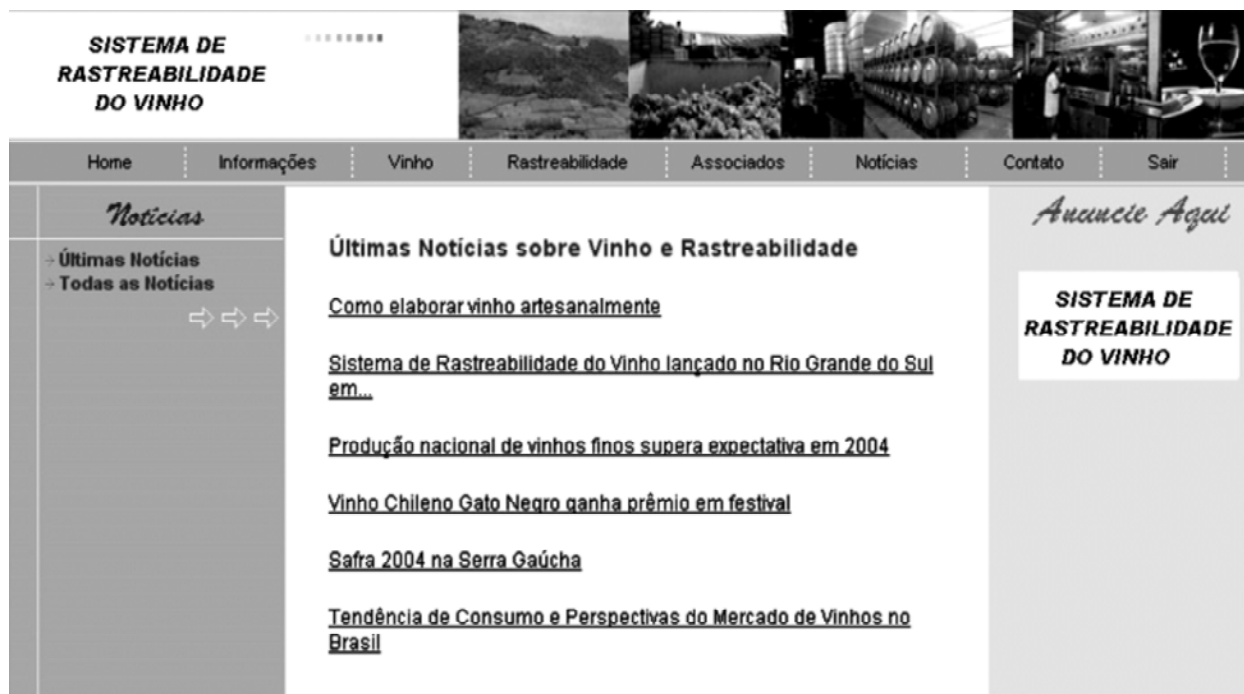 SISTEMA DE
RASTREABILIDADE
DO VINHO
Home Informações Vinho Rastreabilidade Associados Notícias Contato Sair
Notícias
Últimas Notícias
Todas as Notícias
Últimas Notícias sobre Vinho e Rastreabilidade
Como elaborar vinho artesanalmente
Sistema de Rastreabilidade do Vinho lançado no Rio Grande do Sul
em...
Produção nacional de vinhos finos supera expectativa em 2004
Vinho Chileno Gato Negro ganha prêmio em festival
Safra 2004 na Serra Gaúcha
Tendência de Consumo e Perspectivas do Mercado de Vinhos no
Brasil
Anuncie Aqui
SISTEMA DE
RASTREABILIDADE
DO VINHO